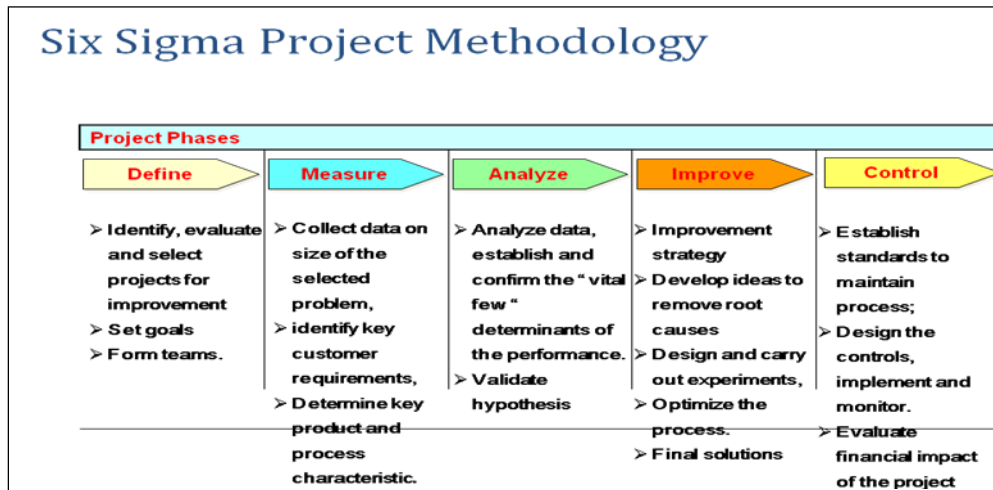 Six Sigma Project Methodology
Project Phases
Define
Measure
Analyze
Improve
Control
➢ Identify, evaluate
and select
projects for
improvement
➢ Set goals
➢ Form teams.
➢ Collect data on
size of the
selected
problem,
➢ identify key
customer
requirements,
➢ Determine key
product and
process
characteristic.
➢ Analyze data,
establish and
confirm the “ vital
few “
determinants of
the performance.
➢ Validate
hypothesis
➢ Improvement
strategy
➢ Develop ideas to
remove root
causes
➢ Design and carry
out experiments,
➢ Optimize the
process.
➢ Final solutions
➢ Establish
standards to
maintain
process;
➢ Design the
controls,
implement and
monitor.
➢ Evaluate
financial impact
of the project